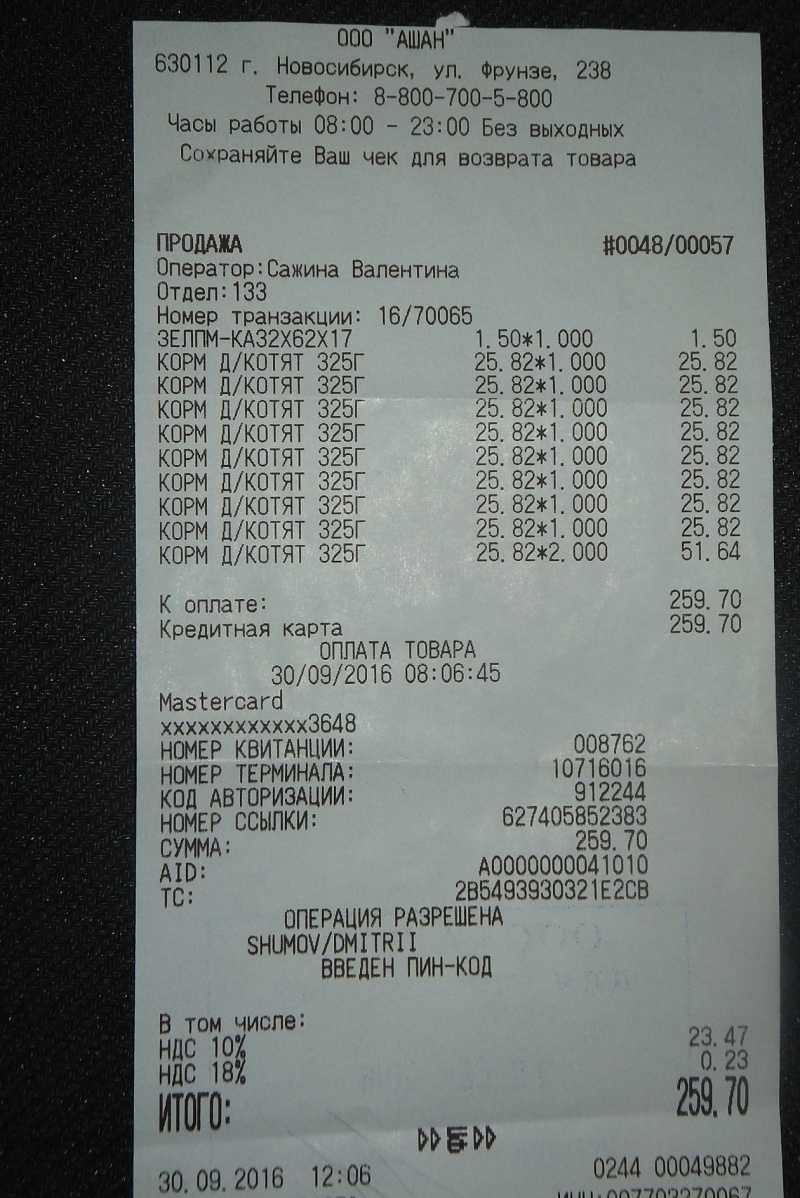 ООО "АШАН"
630112 г. Новосибирск, ул. Фрунзе, 238
Телефон: 8-800-700-5-800
Часы работы 08:00 - 23:00 Без выходных
Сохраняйте Ваш чек для возврата товара
ПРОДАЖА #0048/00057
Оператор:Сажина Валентина
Отдел:133
Номер транзакции: 16/70065
ЗЕЛПМ-КА32Х62Х17 1.50*1.000 1.50
КОРМ Д/КОТЯТ 325Г 25.82*1.000 25.82
КОРМ Д/КОТЯТ 325Г 25.82*1.000 25.82
КОРМ Д/КОТЯТ 325Г 25.82*1.000 25.82
КОРМ Д/КОТЯТ 325Г 25.82*1.000 25.82
КОРМ Д/КОТЯТ 325Г 25.82*1.000 25.82
КОРМ Д/КОТЯТ 325Г 25.82*1.000 25.82
КОРМ Д/КОТЯТ 325Г 25.82*1.000 25.82
КОРМ Д/КОТЯТ 325Г 25.82*1.000 25.82
КОРМ Д/КОТЯТ 325Г 25.82*2.000 51.64
К оплате: 259.70
Кредитная карта 259.70
ОПЛАТА ТОВАРА
30/09/2016 08:06:45
Mastercard
xxxxxxxxxxxx3648
НОМЕР КВИТАНЦИИ: 008762
НОМЕР ТЕРМИНАЛА: 10716016
КОД АВТОРИЗАЦИИ: 912244
НОМЕР ССЫЛКИ: 627405852383
СУММА: 259.70
AID: A0000000041010
TC: 2B5493930321E2CB
ОПЕРАЦИЯ РАЗРЕШЕНА
SHUMOV/DMITRII
ВВЕДЕН ПИН-КОД
В том числе:
НДС 10% 23.47
НДС 18% 0.23
ИТОГО: 259.70
30.09.2016 12:06 0244 00049882